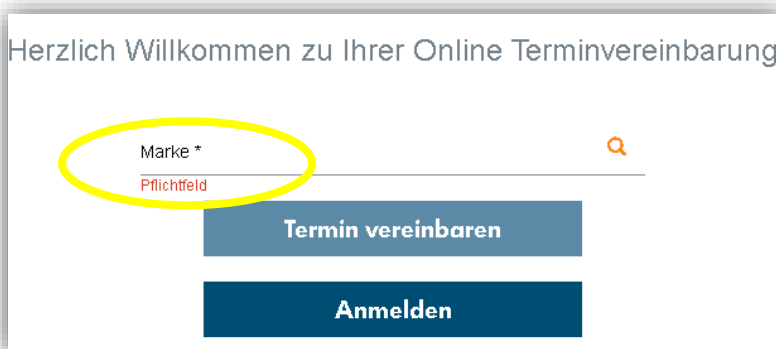 Herzlich Willkommen zu Ihrer Online Terminvereinbarung
Marke *
Pflichtfeld
Termin vereinbaren
Anmelden